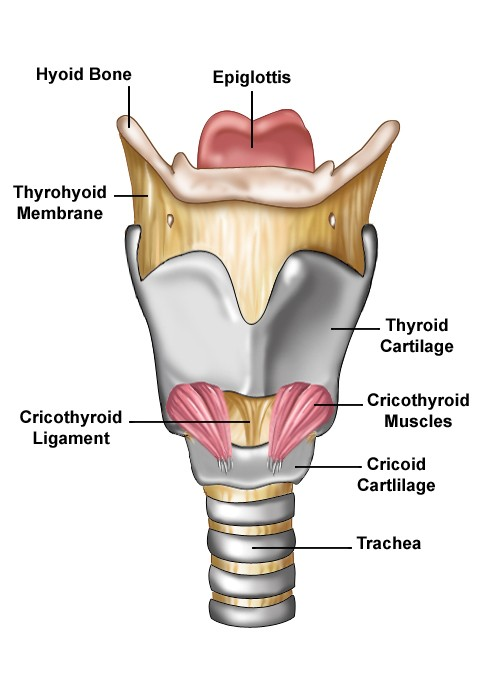 Hyoid Bone
Epiglottis
Thyrohyoid
Membrane
Thyroid
Cartilage
Cricothyroid
Muscles
Cricothyroid
Ligament
Cricoid
Cartlilage
Trachea